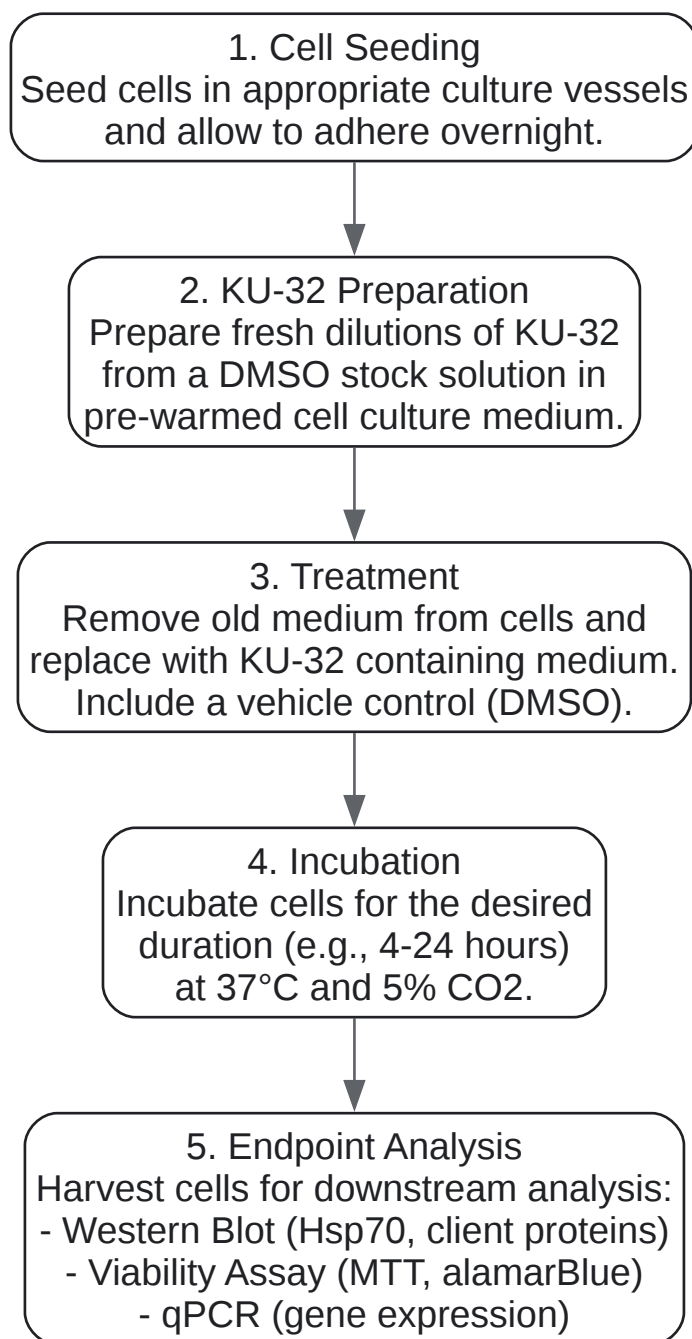 1. Cell Seeding
Seed cells in appropriate culture vessels
and allow to adhere overnight.
2. KU-32 Preparation
Prepare fresh dilutions of KU-32
from a DMSO stock solution in
pre-warmed cell culture medium.
3. Treatment
Remove old medium from cells and
replace with KU-32 containing medium.
Include a vehicle control (DMSO).
4. Incubation
Incubate cells for the desired
duration (e.g., 4-24 hours)
at 37°C and 5% CO2.
5. Endpoint Analysis
Harvest cells for downstream analysis:
- Western Blot (Hsp70, client proteins)
- Viability Assay (MTT, alamarBlue)
- qPCR (gene expression)